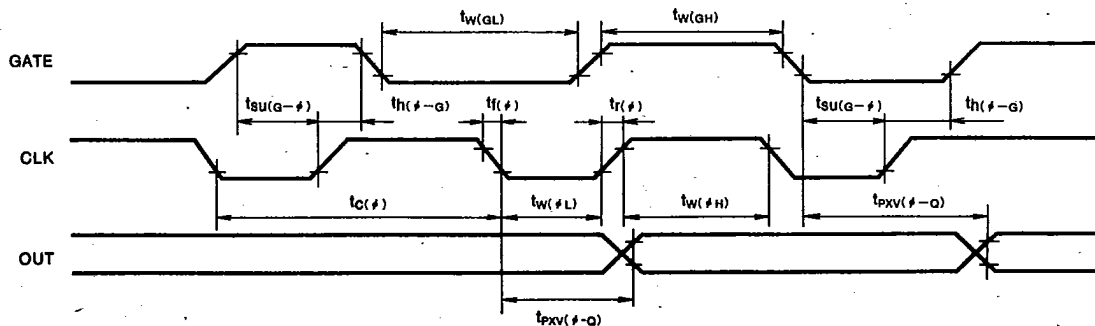 tW(GL) tW(GH)
GATE
tSU(G−φ) th(φ−G) tf(φ) tr(φ) tSU(G−φ) th(φ−G)
CLK
tC(φ) tW(φL) tW(φH) tPXV(φ−Q)
OUT
tPXV(φ-Q)